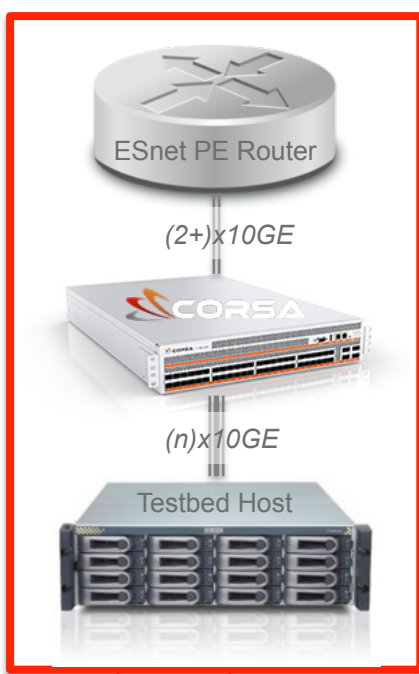 ESnet PE Router
(2+)x10GE
CORSA
(n)x10GE
Testbed Host